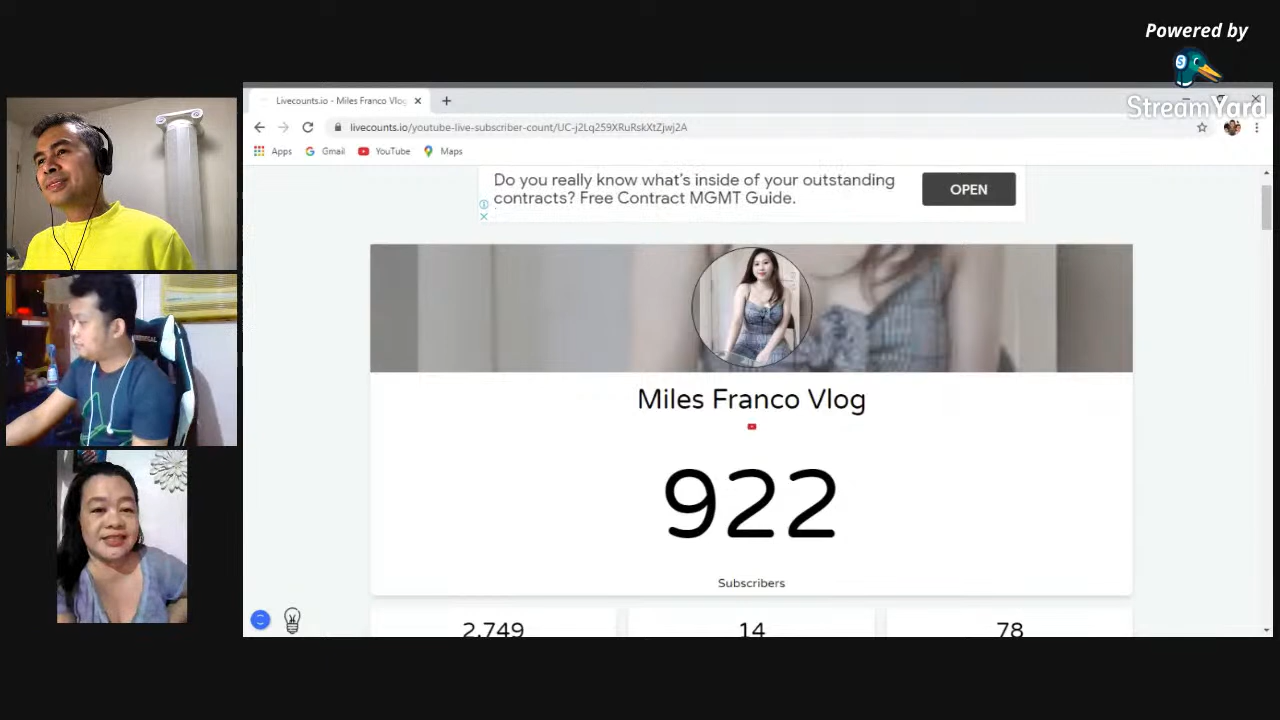 Powered by
StreamYard
Livecounts.io - Miles Franco Vlog
livecounts.io/youtube-live-subscriber-count/UC-j2Lq259XRuRskXtZjwj2A
Apps Gmail YouTube Maps
Do you really know what's inside of your outstanding
contracts? Free Contract MGMT Guide.
OPEN
Miles Franco Vlog
922
Subscribers
2,749 14 78